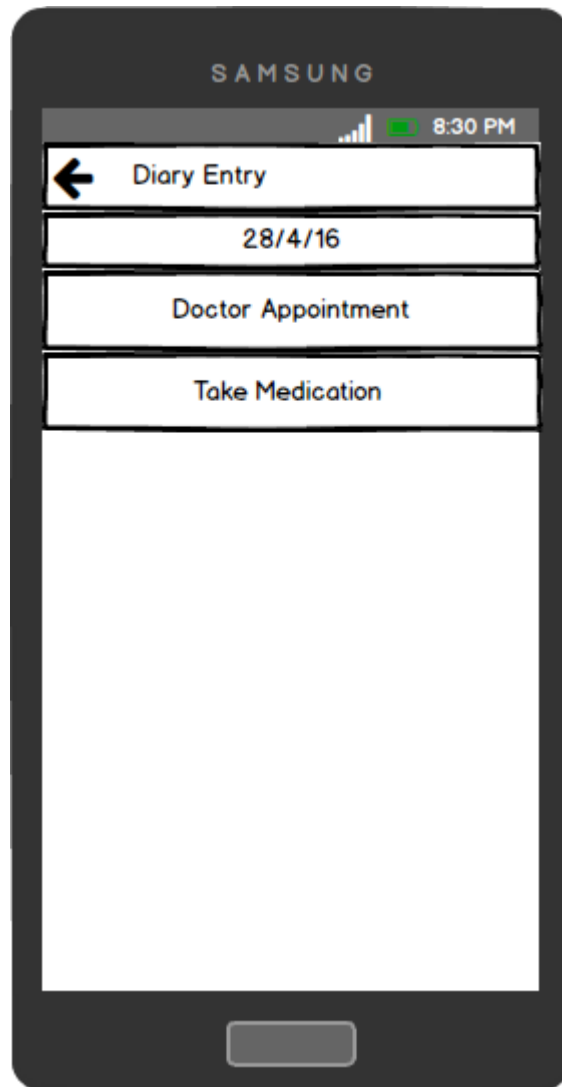 SAMSUNG
8:30 PM
Diary Entry
28/4/16
Doctor Appointment
Take Medication